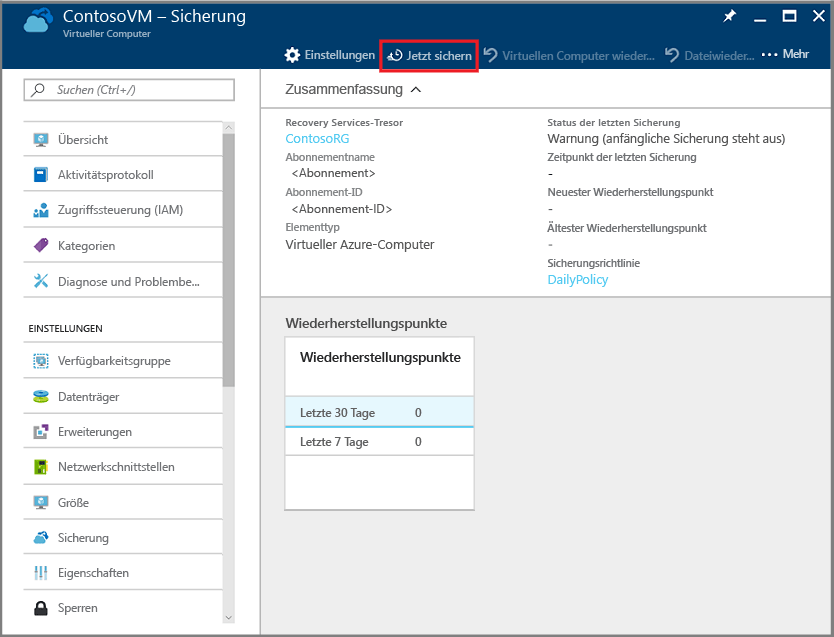 ContosoVM – Sicherung
Virtueller Computer
Einstellungen
Jetzt sichern
Virtuellen Computer wieder...
Dateiwieder...
Mehr
Suchen (Ctrl+/)
Übersicht
Aktivitätsprotokoll
Zugriffssteuerung (IAM)
Kategorien
Diagnose und Problembe...
EINSTELLUNGEN
Verfügbarkeitsgruppe
Datenträger
Erweiterungen
Netzwerkschnittstellen
Größe
Sicherung
Eigenschaften
Sperren
Zusammenfassung
Recovery Services-Tresor
ContosoRG
Abonnementname
<Abonnement>
Abonnement-ID
<Abonnement-ID>
Elementtyp
Virtueller Azure-Computer
Status der letzten Sicherung
Warnung (anfängliche Sicherung steht aus)
Zeitpunkt der letzten Sicherung
-
Neuester Wiederherstellungspunkt
-
Ältester Wiederherstellungspunkt
-
Sicherungsrichtlinie
DailyPolicy
Wiederherstellungspunkte
Wiederherstellungspunkte
Letzte 30 Tage 0
Letzte 7 Tage 0